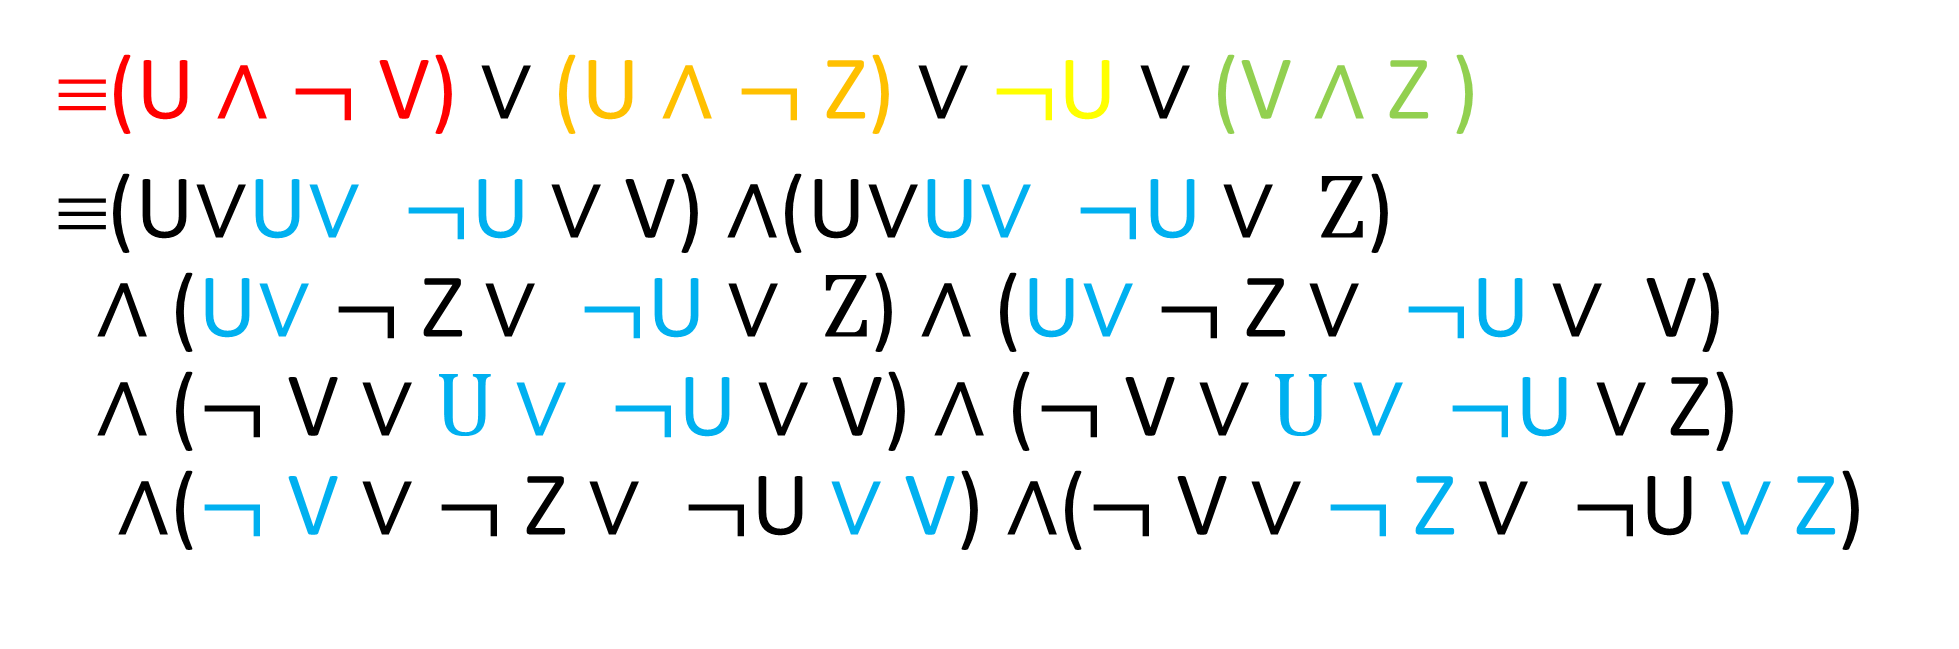 ≡(U ∧ ¬ V) ∨ (U ∧ ¬ Z) ∨ ¬U ∨ (V ∧ Z )
≡(U∨U∨ ¬U ∨ V) ∧(U∨U∨ ¬U ∨ Z)
∧ (U∨ ¬ Z ∨ ¬U ∨ Z) ∧ (U∨ ¬ Z ∨ ¬U ∨ V)
∧ (¬ V ∨ U ∨ ¬U ∨ V) ∧ (¬ V ∨ U ∨ ¬U ∨ Z)
∧(¬ V ∨ ¬ Z ∨ ¬U ∨ V) ∧(¬ V ∨ ¬ Z ∨ ¬U ∨ Z)